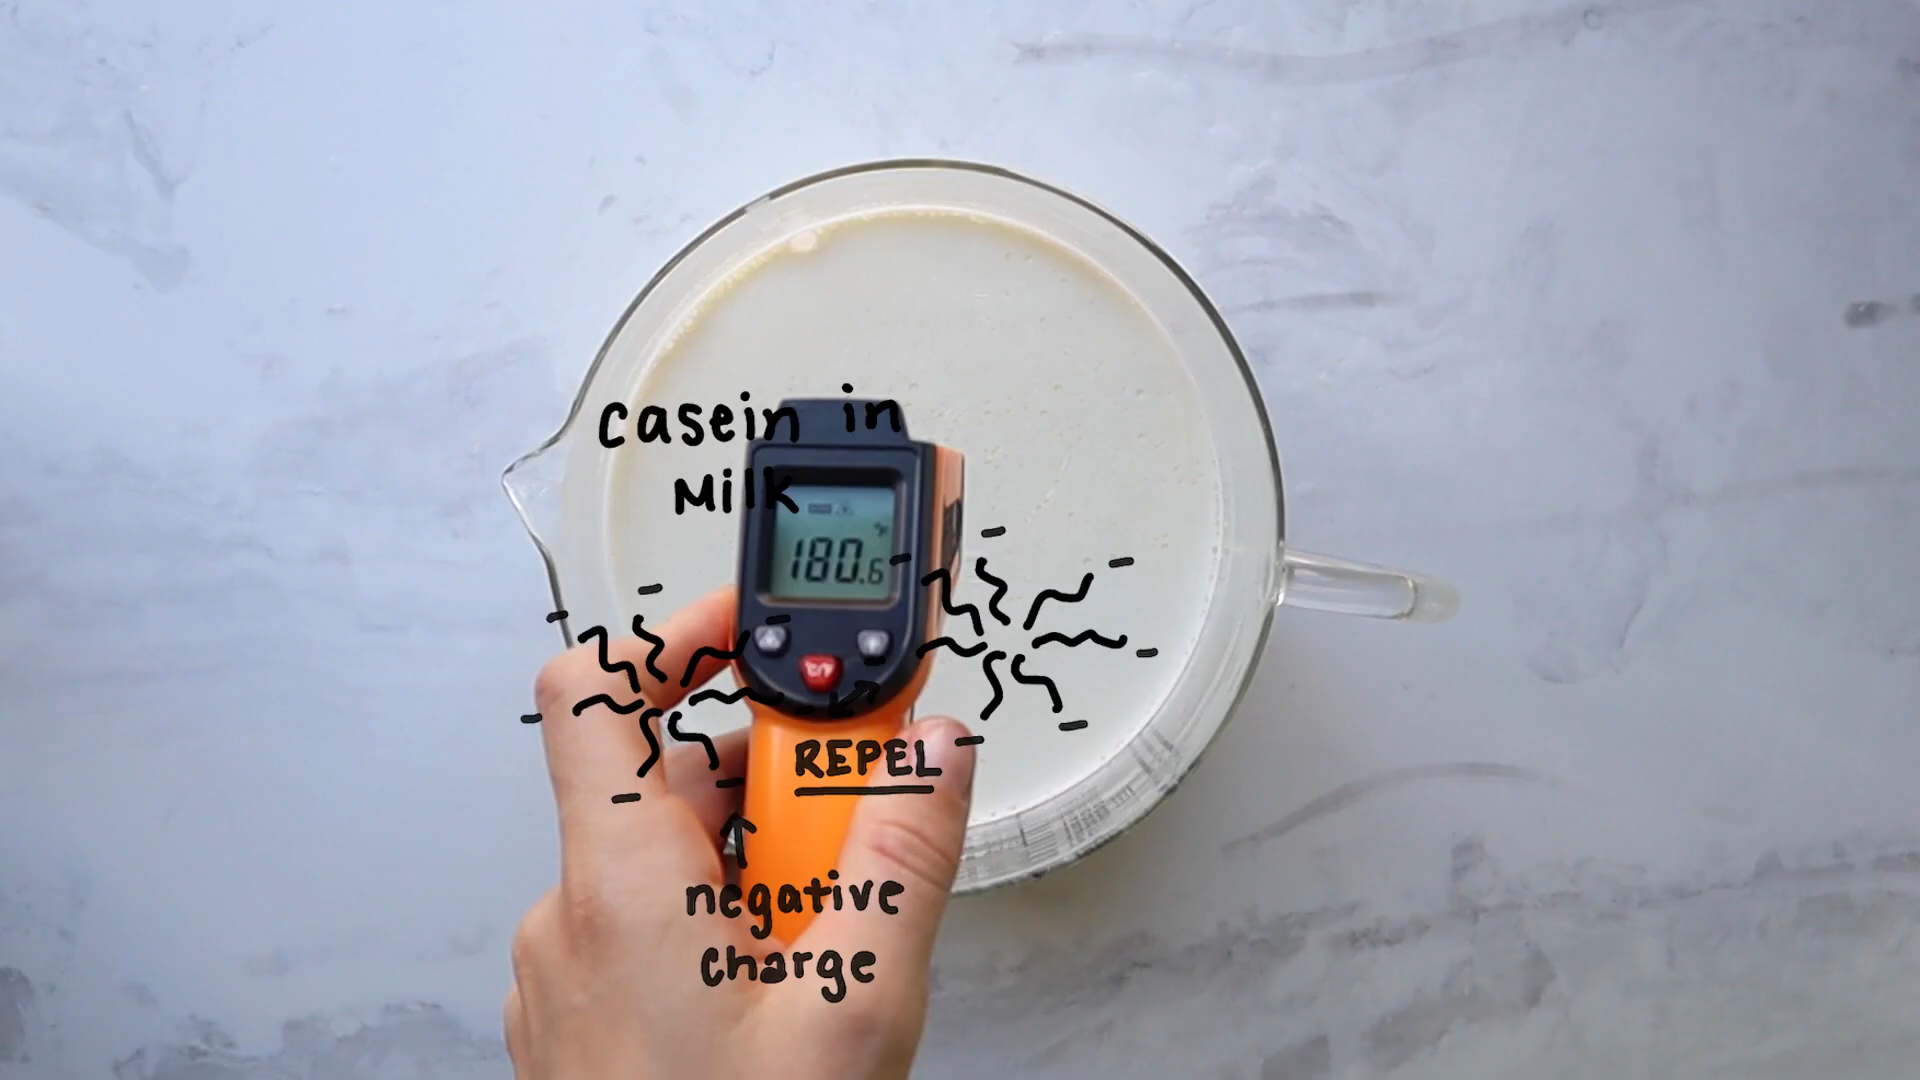 casein in
Milk
°F
180.6
°C/°F
REPEL
negative
charge